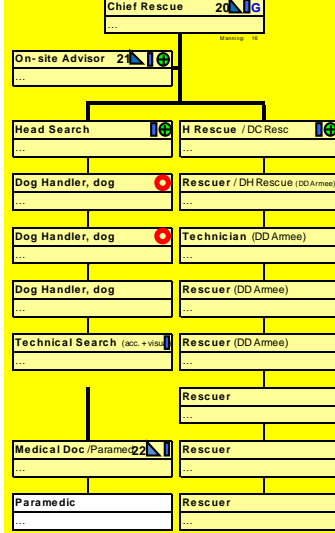 Chief Rescue 20 G
...
Manning: 16
On-site Advisor 21
...
Head Search
...
H Rescue / DC Resc
...
Dog Handler, dog
...
Rescuer / DH Rescue (DD Armee)
...
Dog Handler, dog
...
Technician (DD Armee)
...
Dog Handler, dog
...
Rescuer (DD Armee)
...
Technical Search (acc. + visu
...
Rescuer (DD Armee)
...
Rescuer
...
Medical Doc /Paramed 22
...
Rescuer
...
Paramedic
...
Rescuer
...